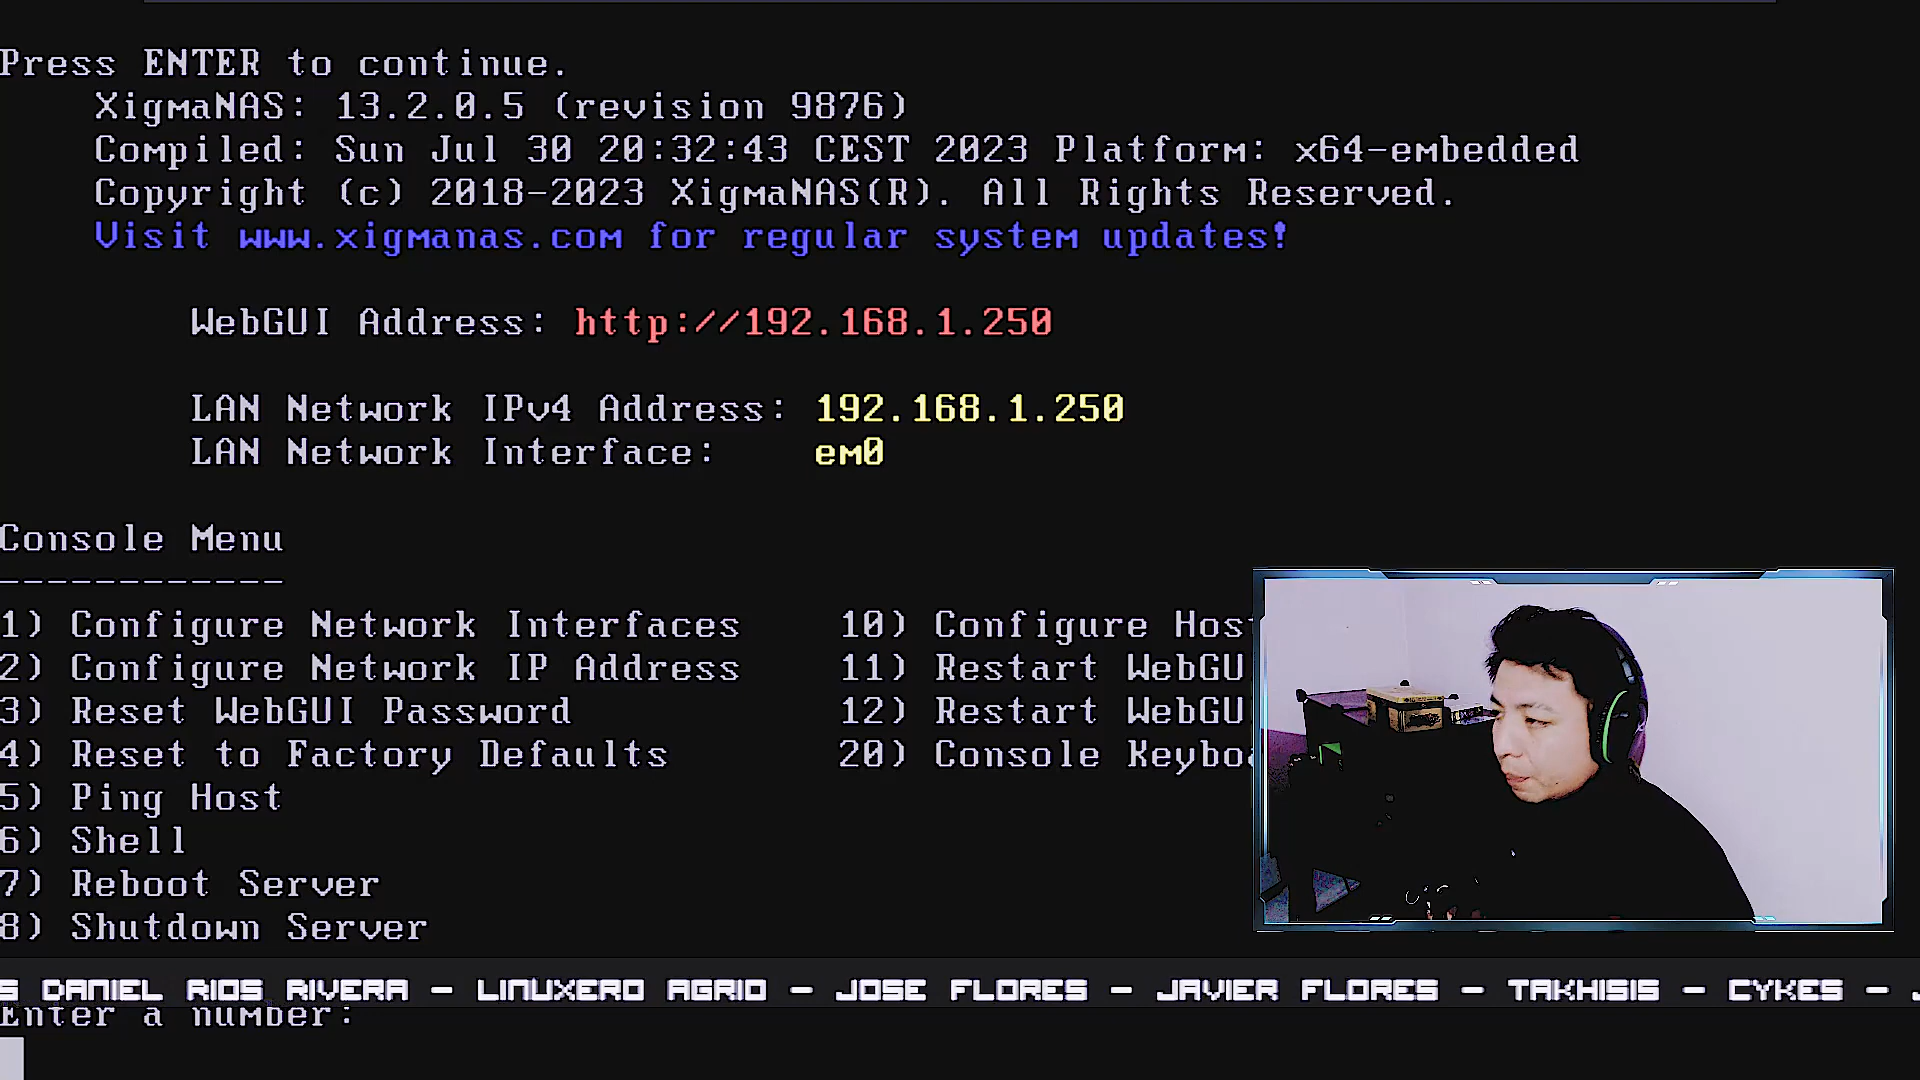 Press ENTER to continue.
XigmaNAS: 13.2.0.5 (revision 9876)
Compiled: Sun Jul 30 20:32:43 CEST 2023 Platform: x64-embedded
Copyright (c) 2018-2023 XigmaNAS(R). All Rights Reserved.
Visit www.xigmanas.com for regular system updates!
WebGUI Address: http://192.168.1.250
LAN Network IPv4 Address: 192.168.1.250
LAN Network Interface: em0
Console Menu
------------
1) Configure Network Interfaces 10) Configure Host
2) Configure Network IP Address 11) Restart WebGU
3) Reset WebGUI Password 12) Restart WebGU
4) Reset to Factory Defaults 20) Console Keyboa
5) Ping Host
6) Shell
7) Reboot Server
8) Shutdown Server
S DANIEL RIOS RIVERA - LINUXERO AGRIO - JOSE FLORES - JAVIER FLORES - TAKHISIS - CYKES -
Enter a number: